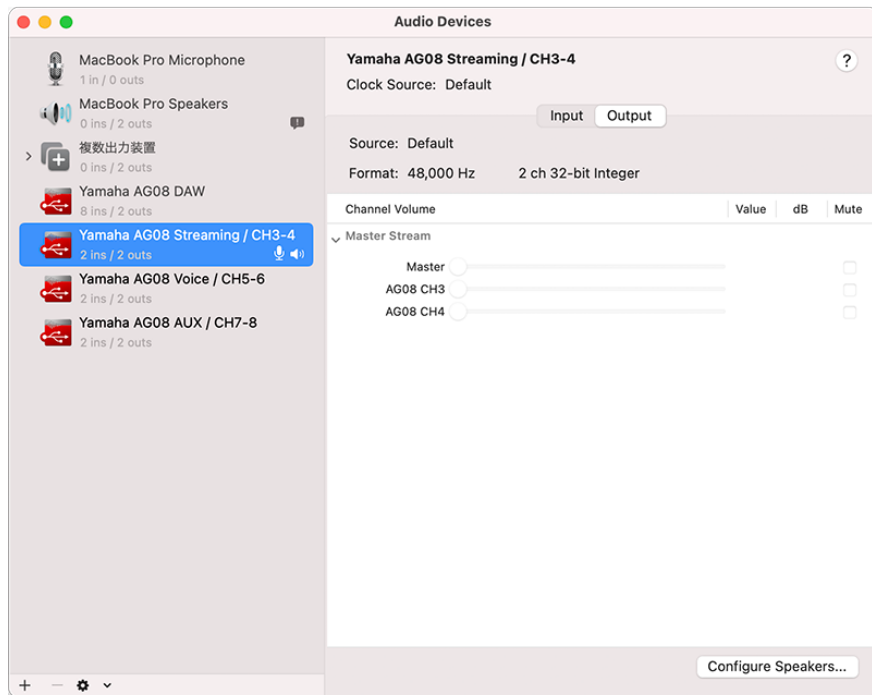 Audio Devices
MacBook Pro Microphone
1 in / 0 outs
MacBook Pro Speakers
0 ins / 2 outs
複数出力装置
0 ins / 2 outs
Yamaha AG08 DAW
8 ins / 2 outs
Yamaha AG08 Streaming / CH3-4
2 ins / 2 outs
Yamaha AG08 Voice / CH5-6
2 ins / 2 outs
Yamaha AG08 AUX / CH7-8
2 ins / 2 outs
Yamaha AG08 Streaming / CH3-4
?
Clock Source: Default
Input Output
Source: Default
Format: 48,000 Hz 2 ch 32-bit Integer
Channel Volume Value dB Mute
Master Stream
Master
AG08 CH3
AG08 CH4
Configure Speakers...